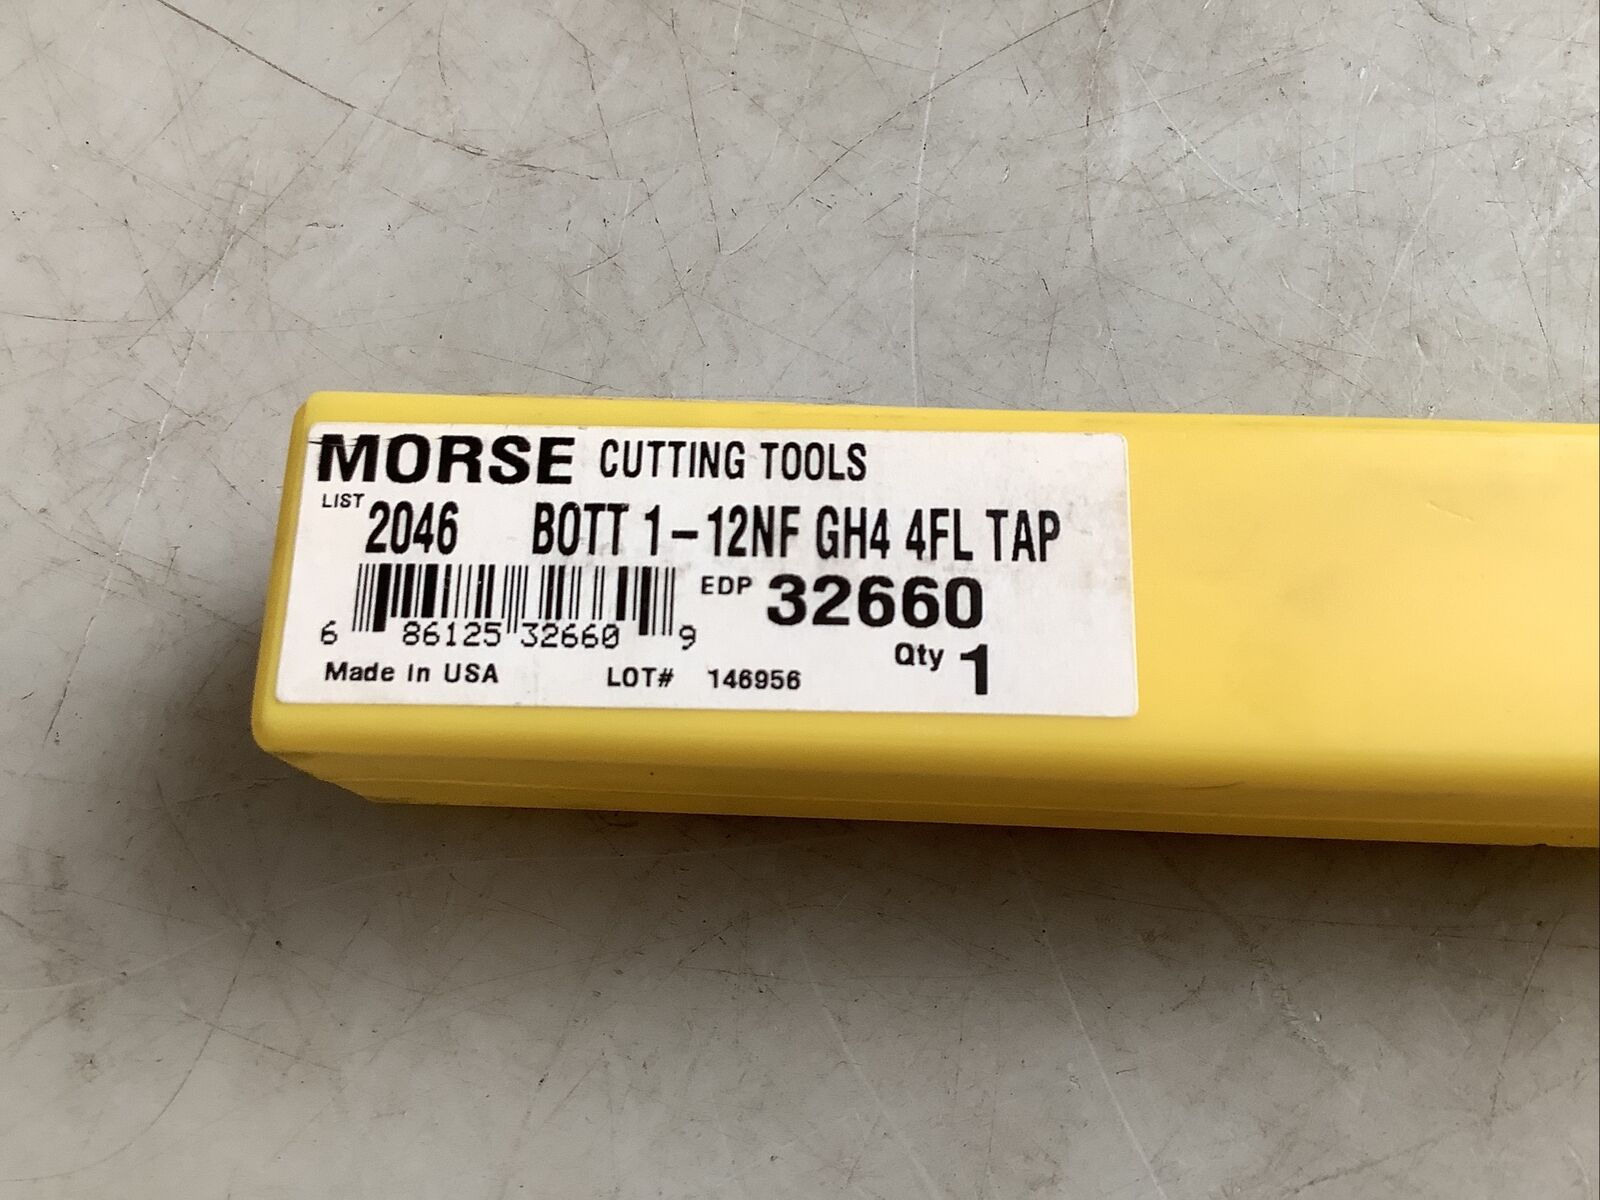 MORSE CUTTING TOOLS
LIST 2046 BOTT 1-12NF GH4 4FL TAP
EDP 32660
6 86125 32660 9
Qty 1
Made in USA LOT# 146956